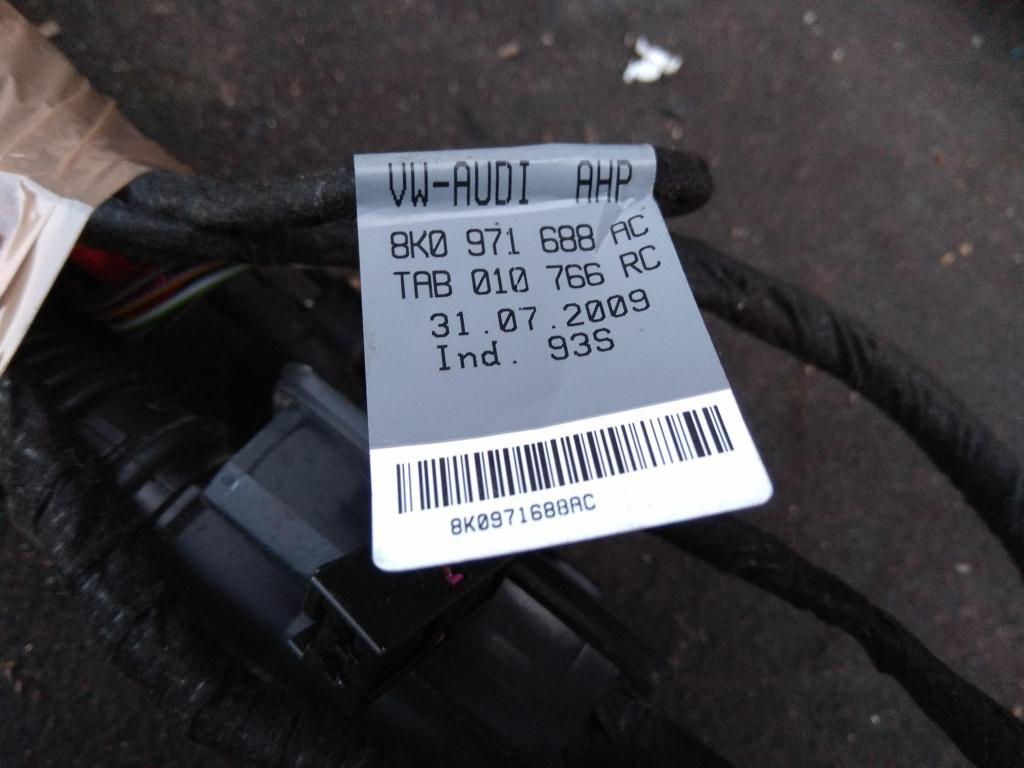 VW-AUDI AHP
8K0 971 688 AC
TAB 010 766 RC
31.07.2009
Ind. 93S
8K0971688AC